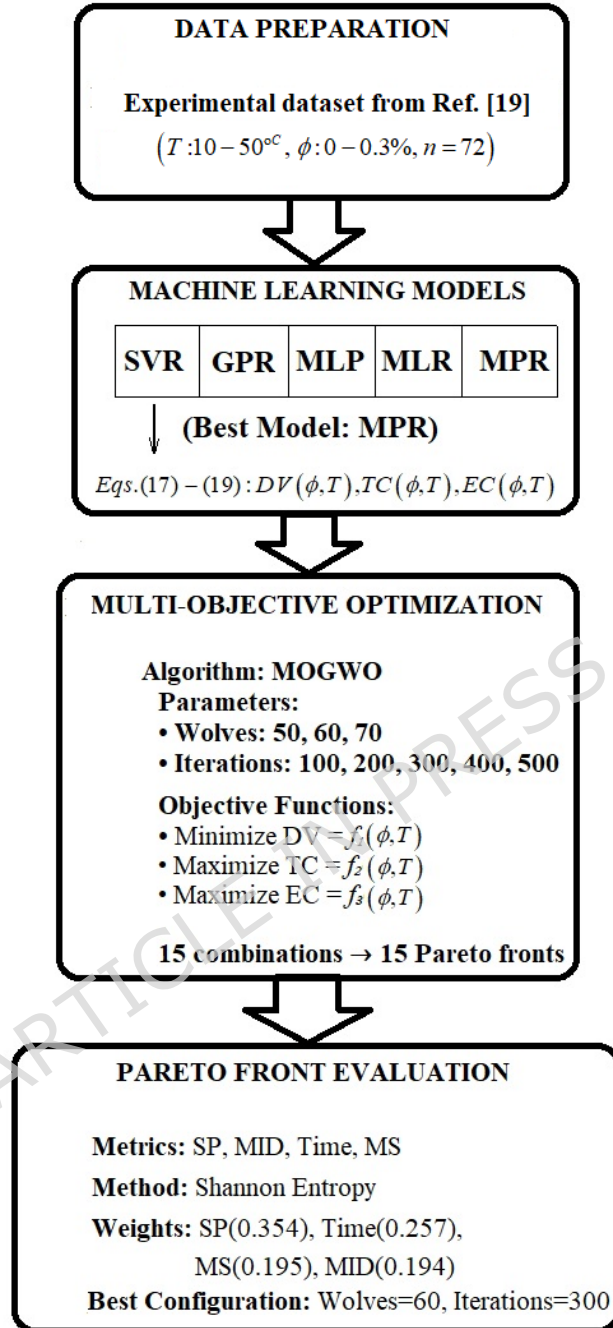 DATA PREPARATION
Experimental dataset from Ref. [19]
(T:10−50°C, ϕ:0−0.3%, n=72)
MACHINE LEARNING MODELS
SVR GPR MLP MLR MPR
(Best Model: MPR)
Eqs.(17)−(19): DV(ϕ,T),TC(ϕ,T),EC(ϕ,T)
MULTI-OBJECTIVE OPTIMIZATION
Algorithm: MOGWO
Parameters:
• Wolves: 50, 60, 70
• Iterations: 100, 200, 300, 400, 500
Objective Functions:
• Minimize DV = f₁(ϕ,T)
• Maximize TC = f₂(ϕ,T)
• Maximize EC = f₃(ϕ,T)
15 combinations → 15 Pareto fronts
PARETO FRONT EVALUATION
Metrics: SP, MID, Time, MS
Method: Shannon Entropy
Weights: SP(0.354), Time(0.257),
MS(0.195), MID(0.194)
Best Configuration: Wolves=60, Iterations=300
ARTICLE IN PRESS